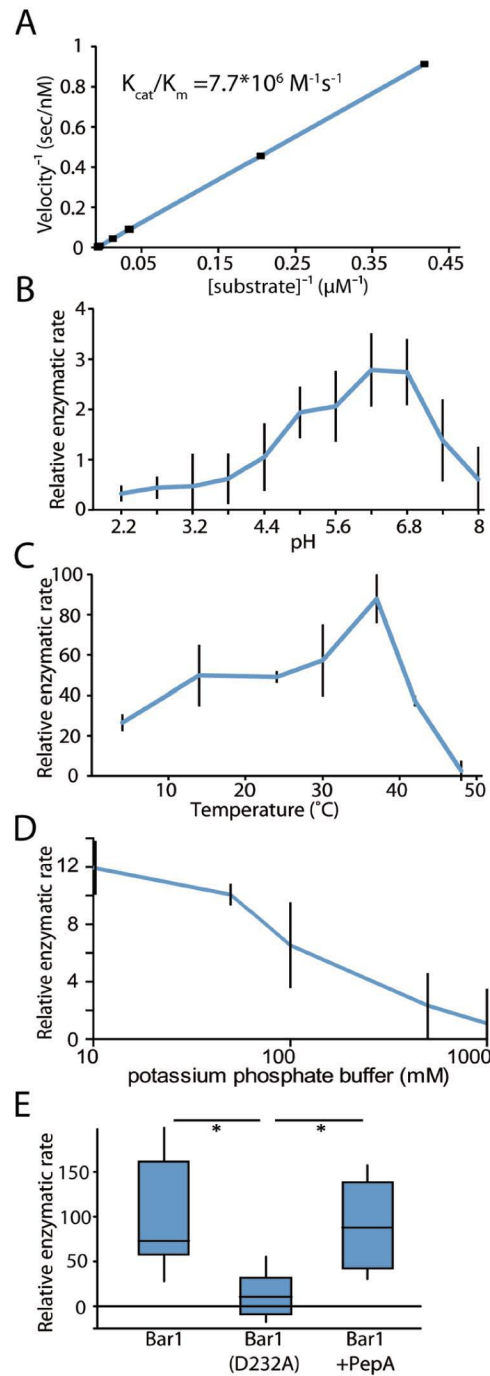 A
K_cat/K_m =7.7*10⁶ M⁻¹s⁻¹
Velocity⁻¹ (sec/nM)
1
0.8
0.6
0.4
0.2
0
0.05
0.15
0.25
0.35
0.45
[substrate]⁻¹ (µM⁻¹)
B
Relative enzymatic rate
4
3
2
1
0
2.2
3.2
4.4
5.6
6.8
8
pH
C
Relative enzymatic rate
100
80
60
40
20
0
10
20
30
40
50
Temperature (˚C)
D
Relative enzymatic rate
12
8
4
0
10
100
1000
potassium phosphate buffer (mM)
E
Relative enzymatic rate
150
100
50
0
*
*
Bar1
Bar1
(D232A)
Bar1
+PepA